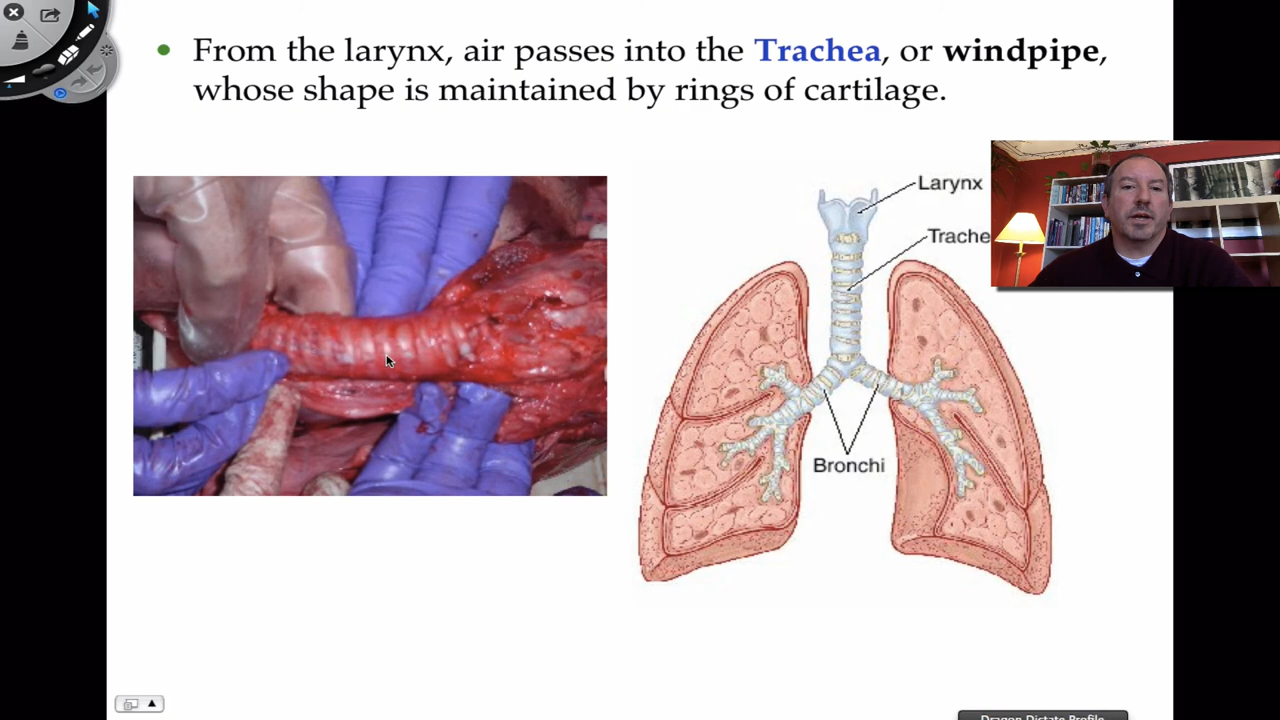 From the larynx, air passes into the Trachea, or windpipe,
whose shape is maintained by rings of cartilage.
Larynx
Trache
Bronchi
Dragon Dictate Profile